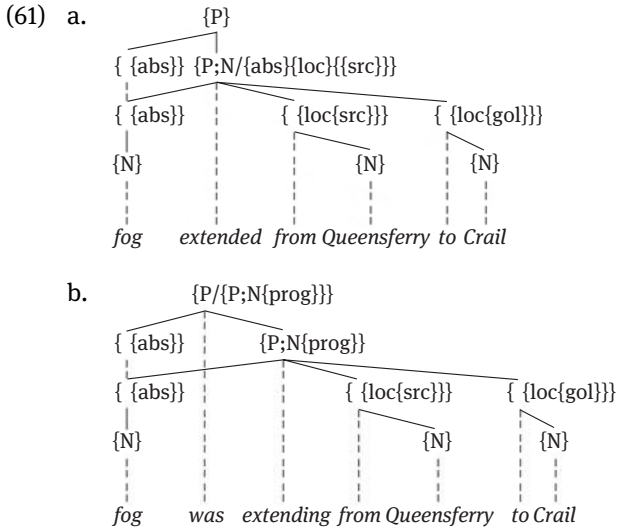 (61) a. {P}
{ {abs}} {P;N/{abs}{loc}{{src}}}
{ {abs}} { {loc{src}}} { {loc{gol}}}
{N} {N} {N}
fog extended from Queensferry to Crail
b. {P/{P;N{prog}}}
{ {abs}} {P;N{prog}}
{ {abs}} { {loc{src}}} { {loc{gol}}}
{N} {N} {N}
fog was extending from Queensferry to Crail